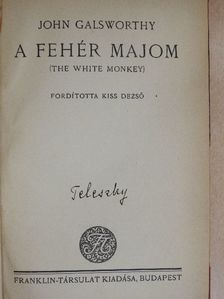 JOHN GALSWORTHY
A FEHÉR MAJOM
(THE WHITE MONKEY)
FORDÍTOTTA KISS DEZSŐ
Teleszky
FRANKLIN-TÁRSULAT KIADÁSA, BUDAPEST